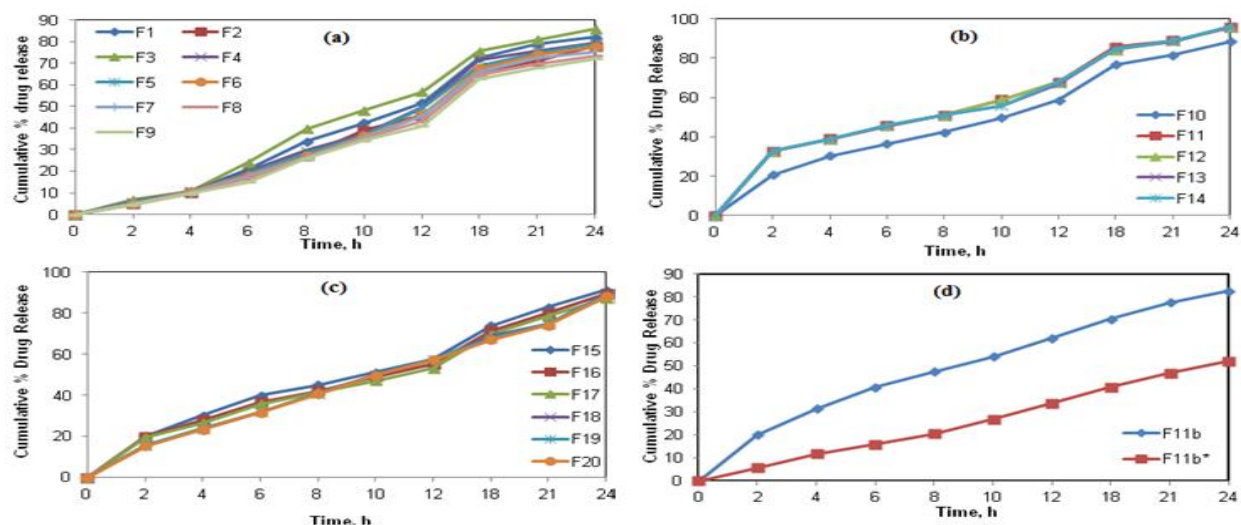 Cumulative % drug release
90
80
70
60
50
40
30
20
10
0
(a)
F1 F2
F3 F4
F5 F6
F7 F8
F9
0 2 4 6 8 10 12 18 21 24
Time, h
Cumulative % Drug Release
100
80
60
40
20
0
(b)
F10
F11
F12
F13
F14
0 2 4 6 8 10 12 18 21 24
Time, h
Cumulative % Drug Release
100
80
60
40
20
0
(c)
F15
F16
F17
F18
F19
F20
0 2 4 6 8 10 12 18 21 24
Time, h
Cumulative % Drug Release
90
80
70
60
50
40
30
20
10
0
(d)
F11b
F11b*
0 2 4 6 8 10 12 18 21 24
Time, h